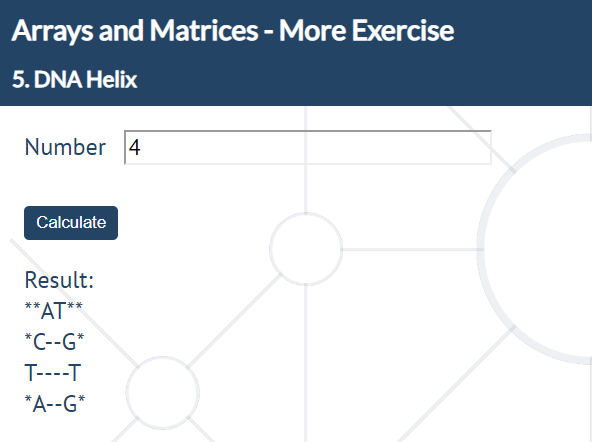 Arrays and Matrices - More Exercise
5. DNA Helix
Number 4
Calculate
Result:
**AT**
*C--G*
T----T
*A--G*